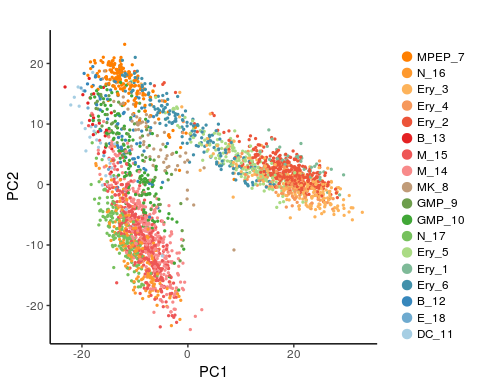 20
10
0
-10
-20
PC2
-20
0
20
PC1
MPEP_7
N_16
Ery_3
Ery_4
Ery_2
B_13
M_15
M_14
MK_8
GMP_9
GMP_10
N_17
Ery_5
Ery_1
Ery_6
B_12
E_18
DC_11